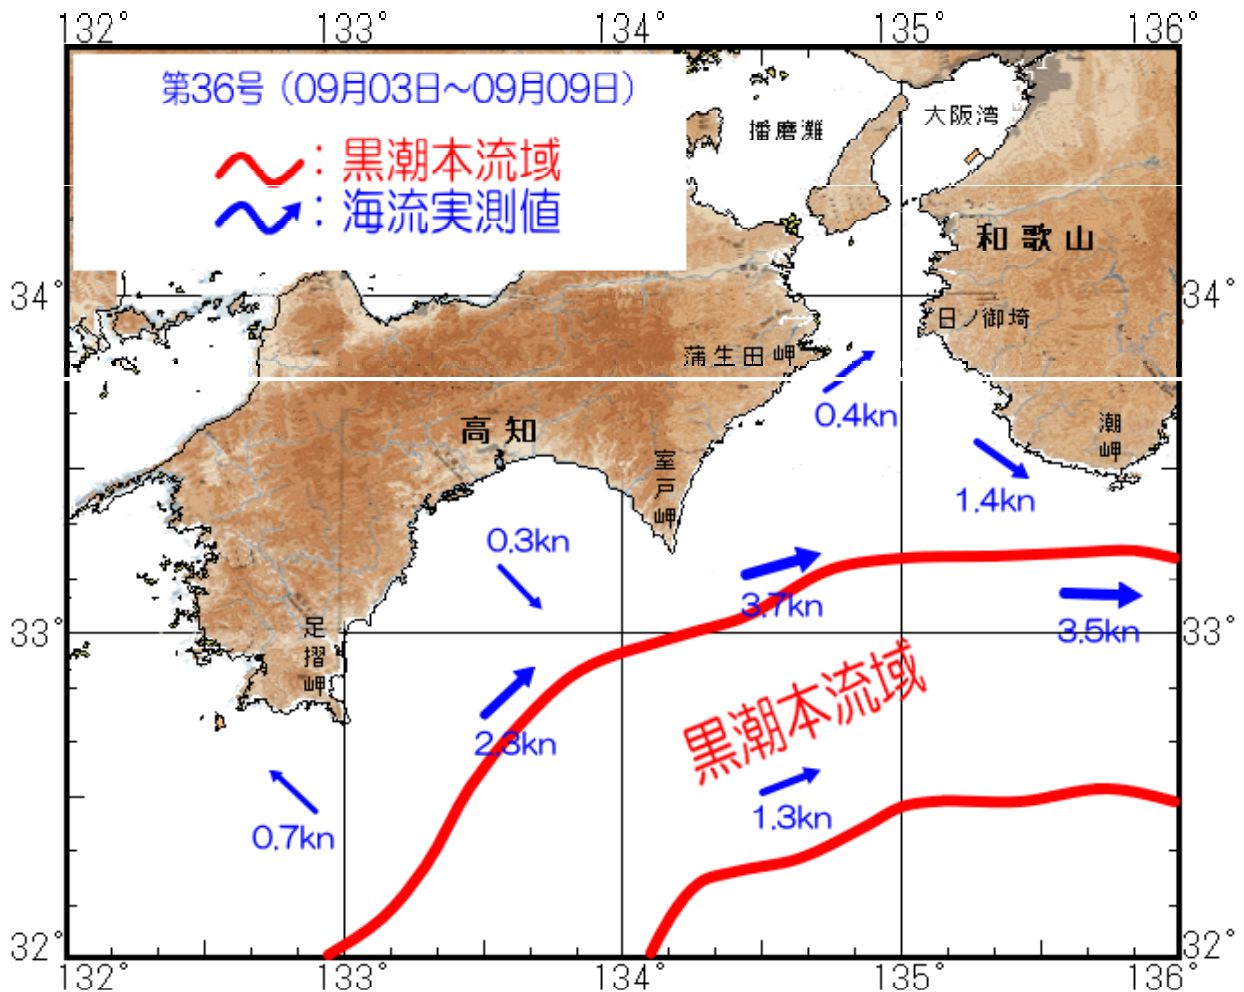 132° 133° 134° 135° 136°
第36号（09月03日～09月09日）
：黒潮本流域
：海流実測値
播磨灘
大阪湾
和歌山
34°
34°
日ノ御埼
蒲生田岬
0.4kn
高知
潮岬
室戸岬
1.4kn
0.3kn
3.7kn
3.5kn
33°
33°
足摺岬
黒潮本流域
2.3kn
1.3kn
0.7kn
32°
32°
132° 133° 134° 135° 136°